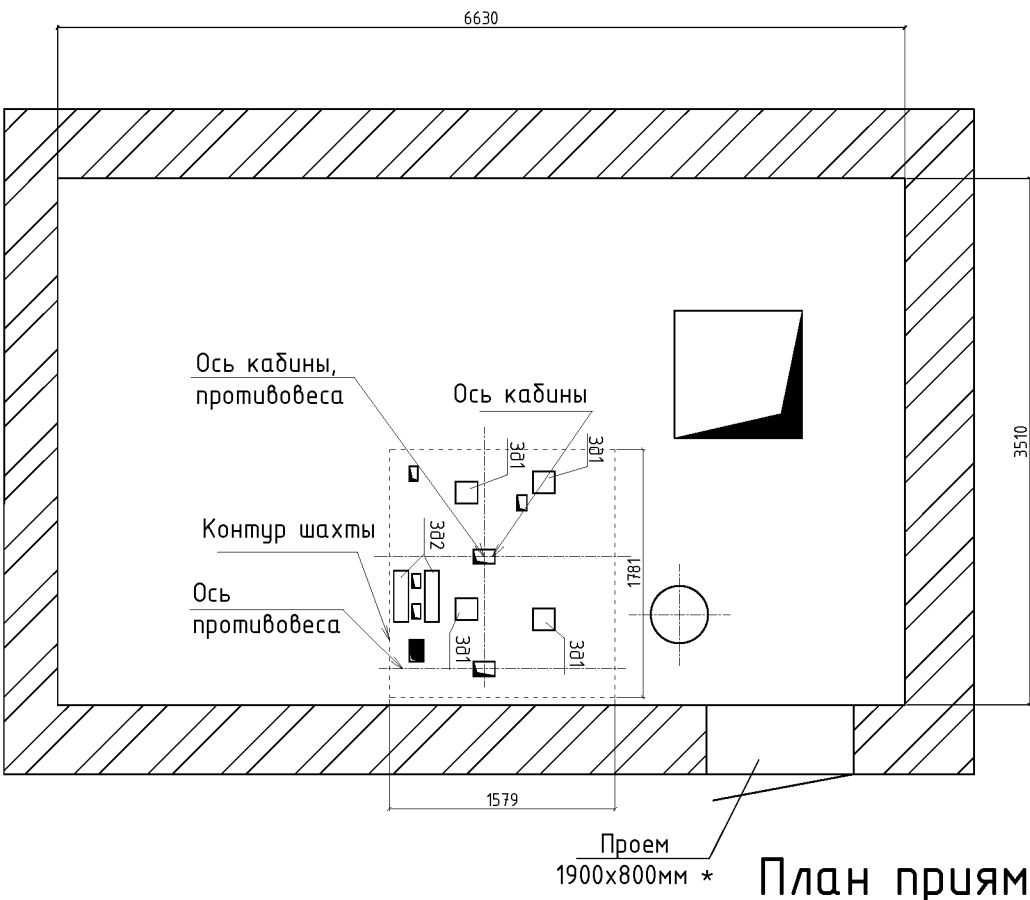 6630
3510
Ось кабины,
противовеса
Ось кабины
Зд1
Зд1
Контур шахты
Зд2
1781
Ось
противовеса
Зд1
Зд1
1579
Проем
1900х800мм *
План приям